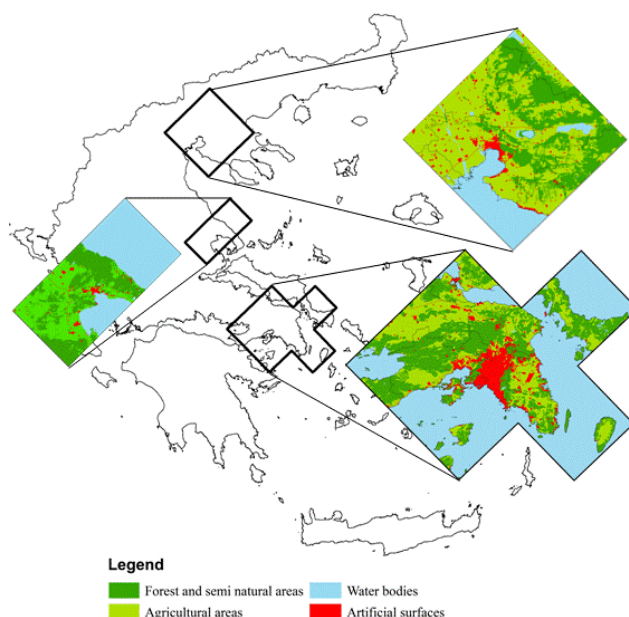 Legend
Forest and semi natural areas Water bodies
Agricultural areas Artificial surfaces